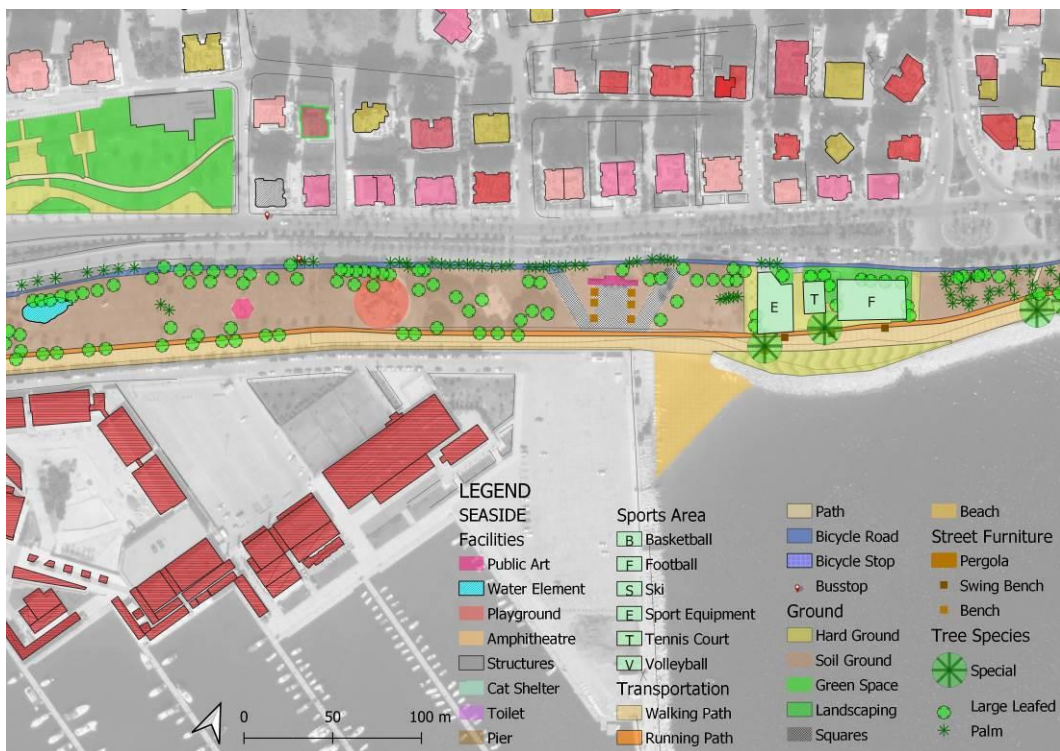 E
T
F
LEGEND
SEASIDE
Facilities
Public Art
Water Element
Playground
Amphitheatre
Structures
Cat Shelter
Toilet
Pier
Sports Area
B Basketball
F Football
S Ski
E Sport Equipment
T Tennis Court
V Volleyball
Transportation
Walking Path
Running Path
Path
Bicycle Road
Bicycle Stop
Busstop
Ground
Hard Ground
Soil Ground
Green Space
Landscaping
Squares
Beach
Street Furniture
Pergola
Swing Bench
Bench
Tree Species
Special
Large Leafed
Palm
0 50 100 m